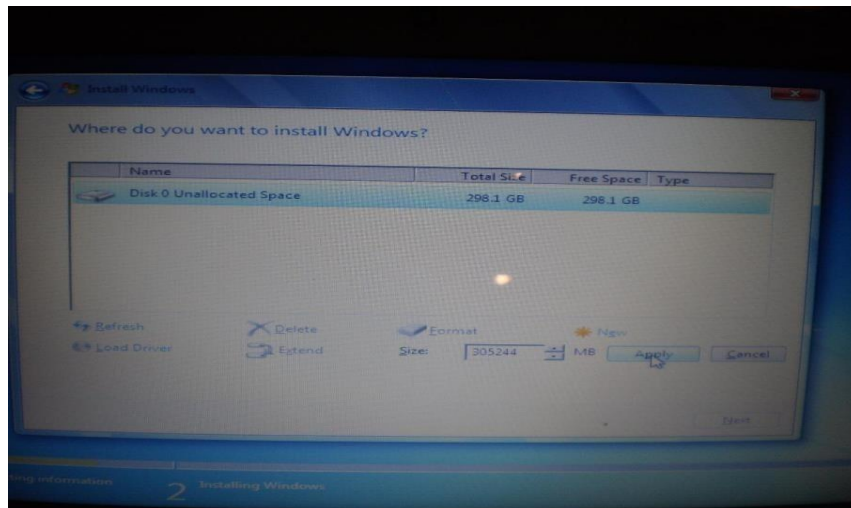 Install Windows
Where do you want to install Windows?
Name Total Size Free Space Type
Disk 0 Unallocated Space 298.1 GB 298.1 GB
Refresh Delete Format New
Load Driver Extend Size: 305244 MB Apply Cancel
Next
ting information 2 Installing Windows